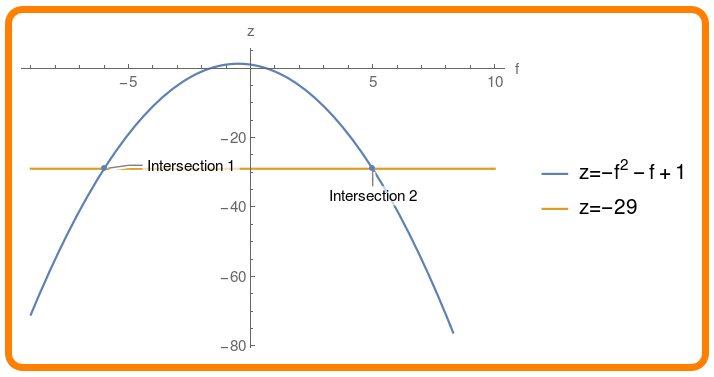 z
f
−5
5
10
−20
−40
−60
−80
Intersection 1
Intersection 2
z=−f² − f + 1
z=−29